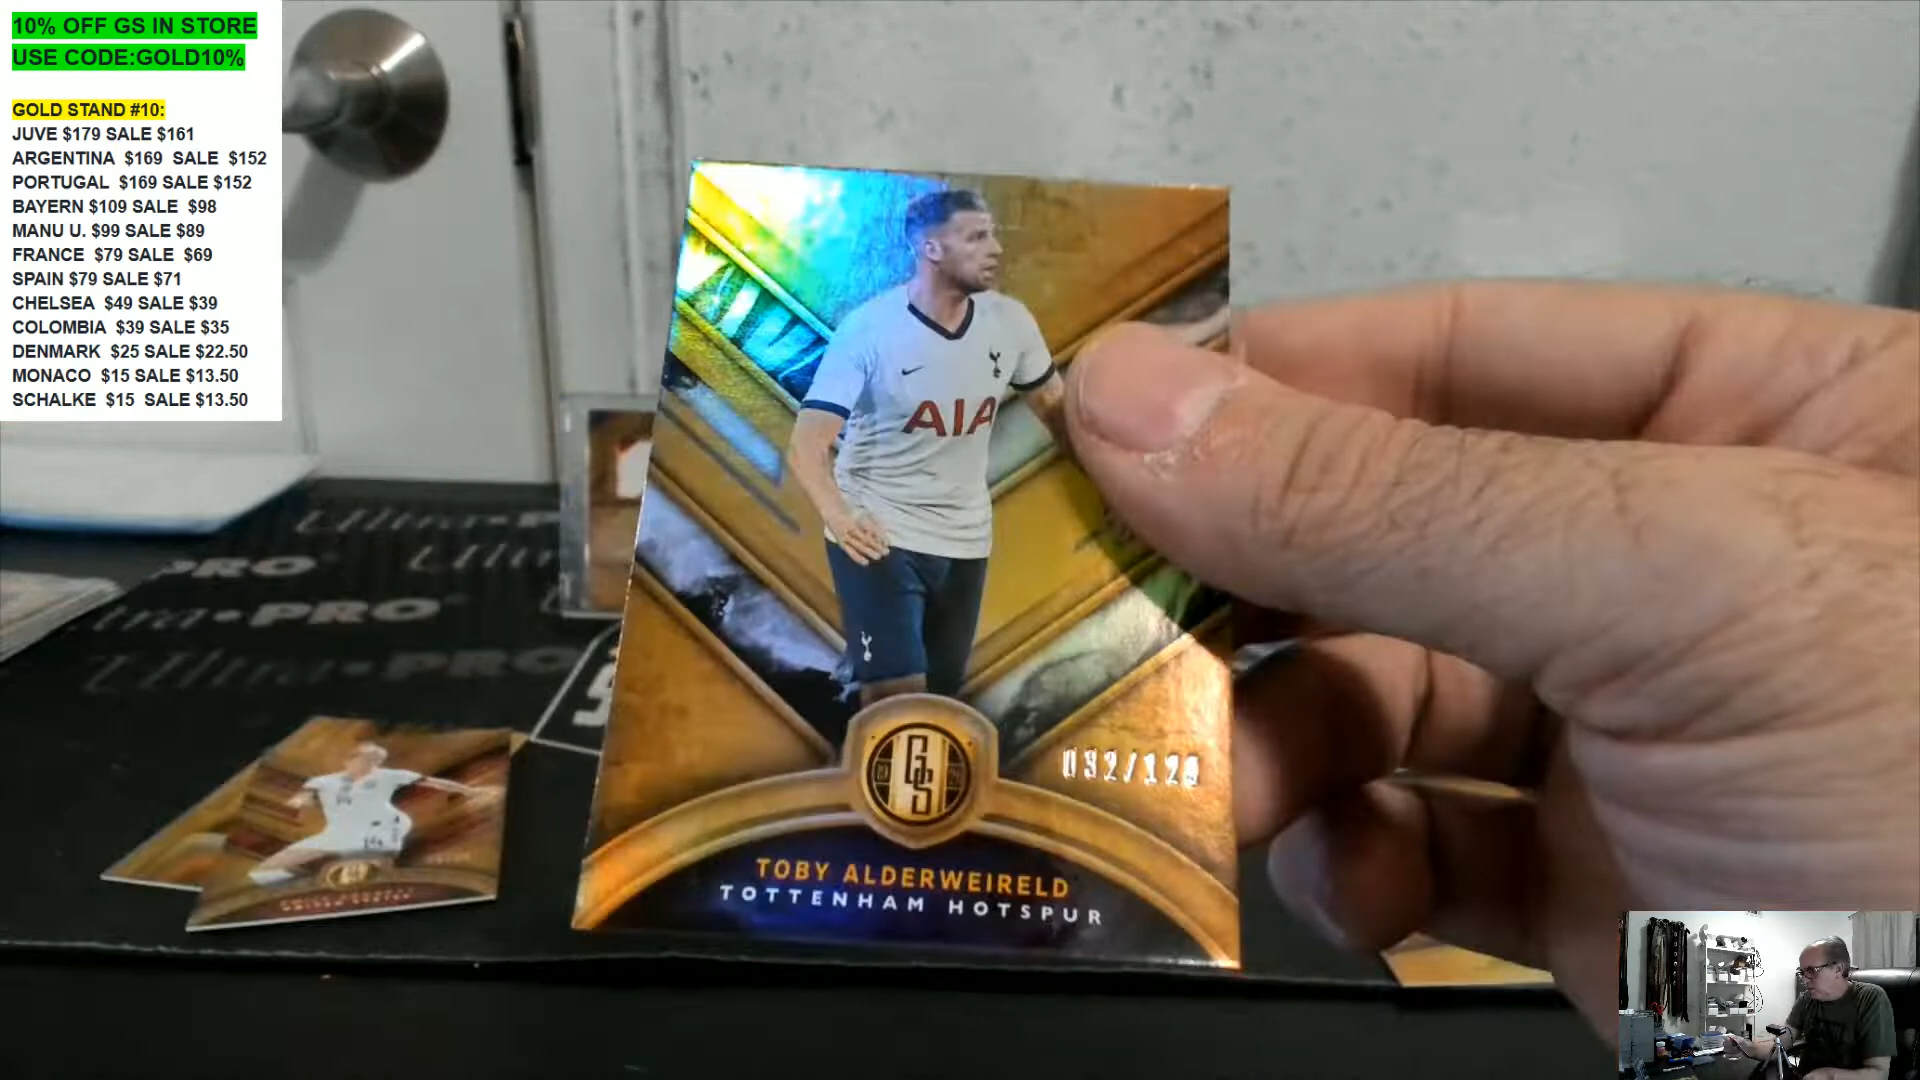 10% OFF GS IN STORE
USE CODE:GOLD10%
GOLD STAND #10:
JUVE $179 SALE $161
ARGENTINA $169 SALE $152
PORTUGAL $169 SALE $152
BAYERN $109 SALE $98
MANU U. $99 SALE $89
FRANCE $79 SALE $69
SPAIN $79 SALE $71
CHELSEA $49 SALE $39
COLOMBIA $39 SALE $35
DENMARK $25 SALE $22.50
MONACO $15 SALE $13.50
SCHALKE $15 SALE $13.50
AIA
Ultra PRO
GS
TOBY ALDERWEIRELD
TOTTENHAM HOTSPUR